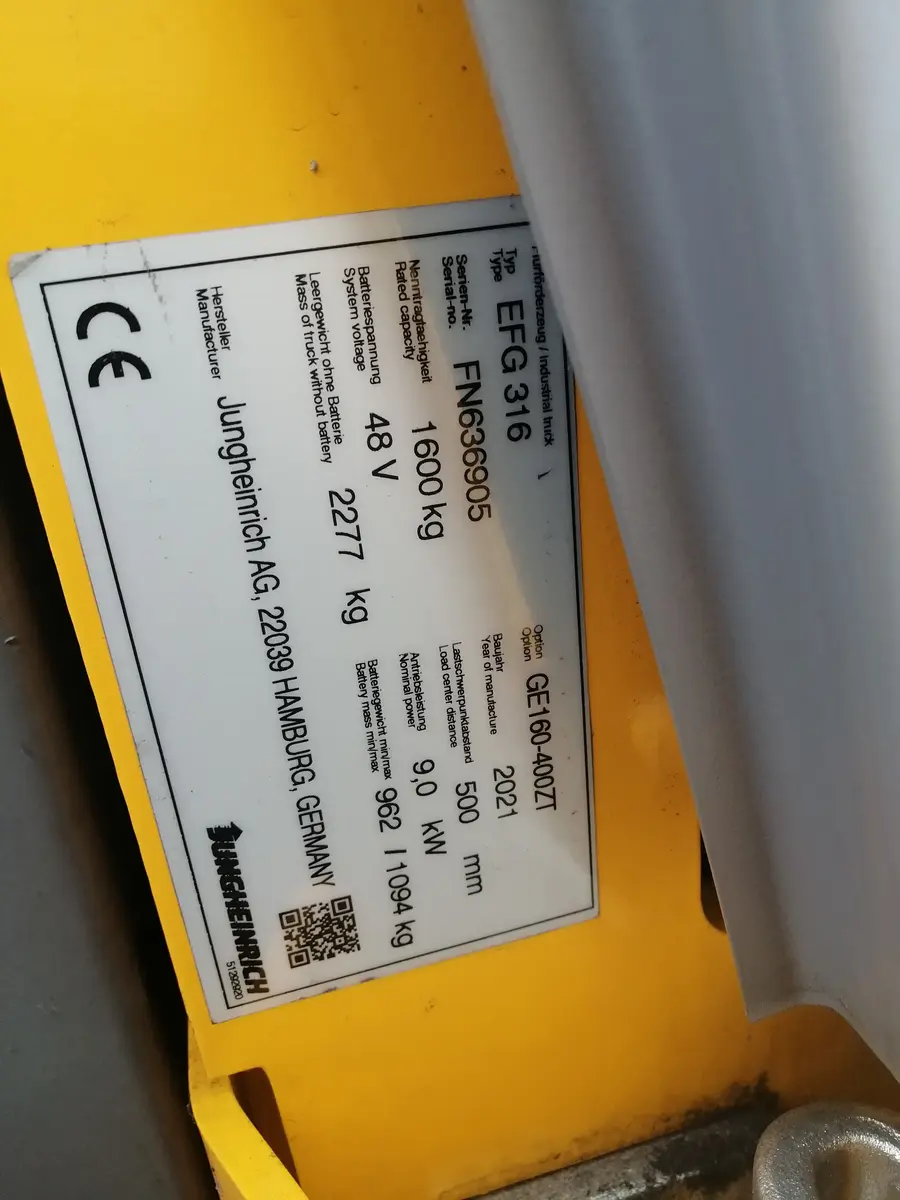 Flurförderzeug / Industrial truck
Typ
Type EFG 316
Option
Option GE160-400ZT
Serien-Nr.
Serial-no. FN636905
Baujahr
Year of manufacture 2021
Nenntragfaehigkeit
Rated capacity 1600 kg
Lastschwerpunktabstand
Load center distance 500 mm
Batteriespannung
System voltage 48 V
Antriebsleistung
Nominal power 9,0 kW
Leergewicht ohne Batterie
Mass of truck without battery 2277 kg
Batteriegewicht min/max
Battery mass min/max 962 / 1094 kg
Hersteller
Manufacturer Jungheinrich AG, 22039 HAMBURG, GERMANY
CE
JUNGHEINRICH
51292920